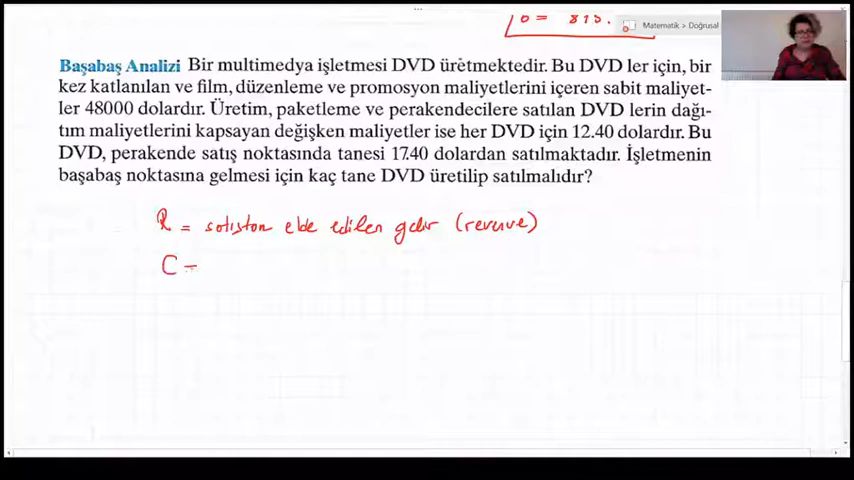 б = 815.
Matematik > Doğrusal
Başabaş Analizi Bir multimedya işletmesi DVD üretmektedir. Bu DVD ler için, bir
kez katlanılan ve film, düzenleme ve promosyon maliyetlerini içeren sabit maliyet-
ler 48000 dolardır. Üretim, paketleme ve perakendecilere satılan DVD lerin dağı-
tım maliyetlerini kapsayan değişken maliyetler ise her DVD için 12.40 dolardır. Bu
DVD, perakende satış noktasında tanesi 17.40 dolardan satılmaktadır. İşletmenin
başabaş noktasına gelmesi için kaç tane DVD üretilip satılmalıdır?
R = satıştan elde edilen gelir (revenue)
C =